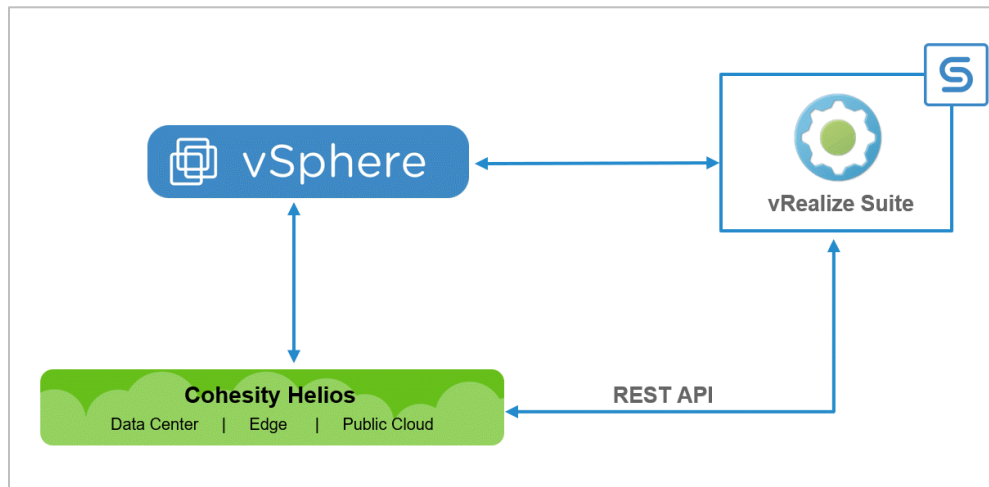 vSphere
vRealize Suite
Cohesity Helios
Data Center | Edge | Public Cloud
REST API